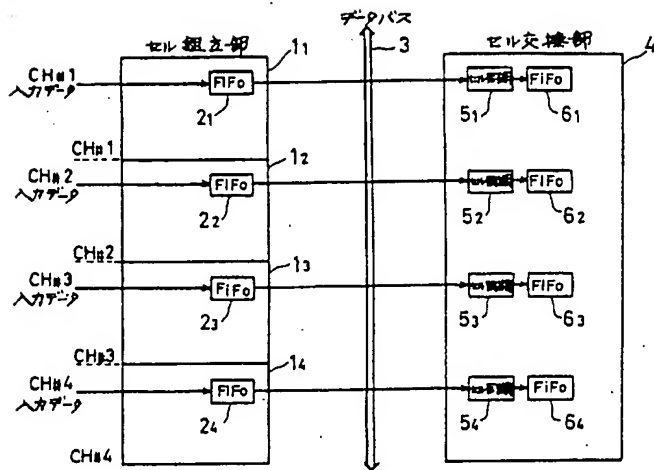 データバス
セル組立部
1₁
3
セル交換部
4
CH#1
入力データ
FIFO
2₁
5₁
FiFo
6₁
CH#1
1₂
CH#2
入力データ
FIFO
2₂
5₂
FIFO
6₂
CH#2
1₃
CH#3
入力データ
FiFo
2₃
5₃
FiFo
6₃
CH#3
1₄
CH#4
入力データ
FIFO
2₄
5₄
FiFo
6₄
CH#4